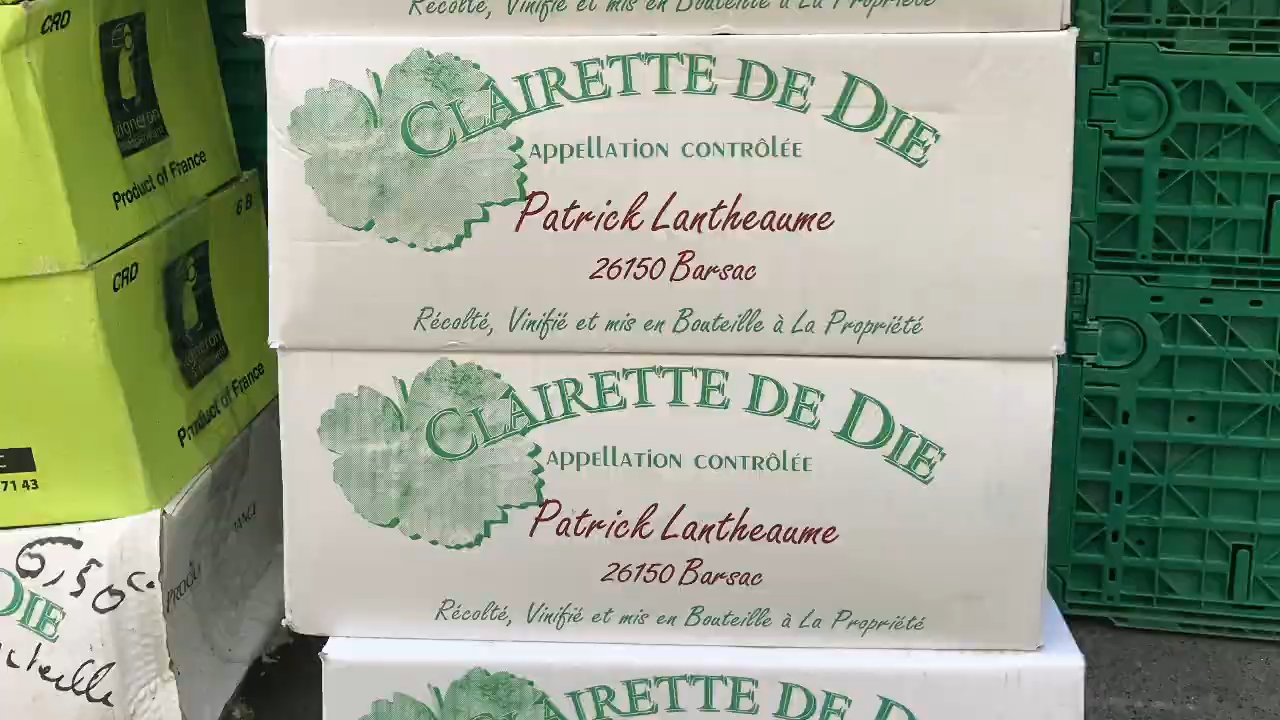 Récolté, Vinifié et mis en Bouteille à La Propriété
CLAIRETTE DE DIE
APPELLATION CONTRÔLÉE
Patrick Lantheaume
26150 Barsac
Récolté, Vinifié et mis en Bouteille à La Propriété
CLAIRETTE DE DIE
APPELLATION CONTRÔLÉE
Patrick Lantheaume
26150 Barsac
Récolté, Vinifié et mis en Bouteille à La Propriété
CLAIRETTE DE D
CRD
Product of France
6 B
CRD
Product of France
71 43
6,50
DIE